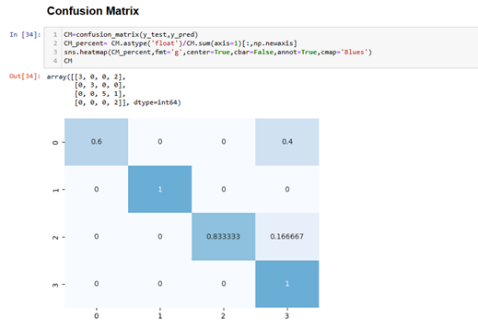 Confusion Matrix
In [34]:
1 CM=confusion_matrix(y_test,y_pred)
2 CM_percent= CM.astype('float')/CM.sum(axis=1)[:,np.newaxis]
3 sns.heatmap(CM_percent,fmt='g',center=True,cbar=False,annot=True,cmap='Blues')
4 CM
Out[34]: array([[3, 0, 0, 2],
[0, 3, 0, 0],
[0, 0, 5, 1],
[0, 0, 0, 2]], dtype=int64)
0 0.6 0 0 0.4
1 0 1 0 0
2 0 0 0.833333 0.166667
3 0 0 0 1
0 1 2 3